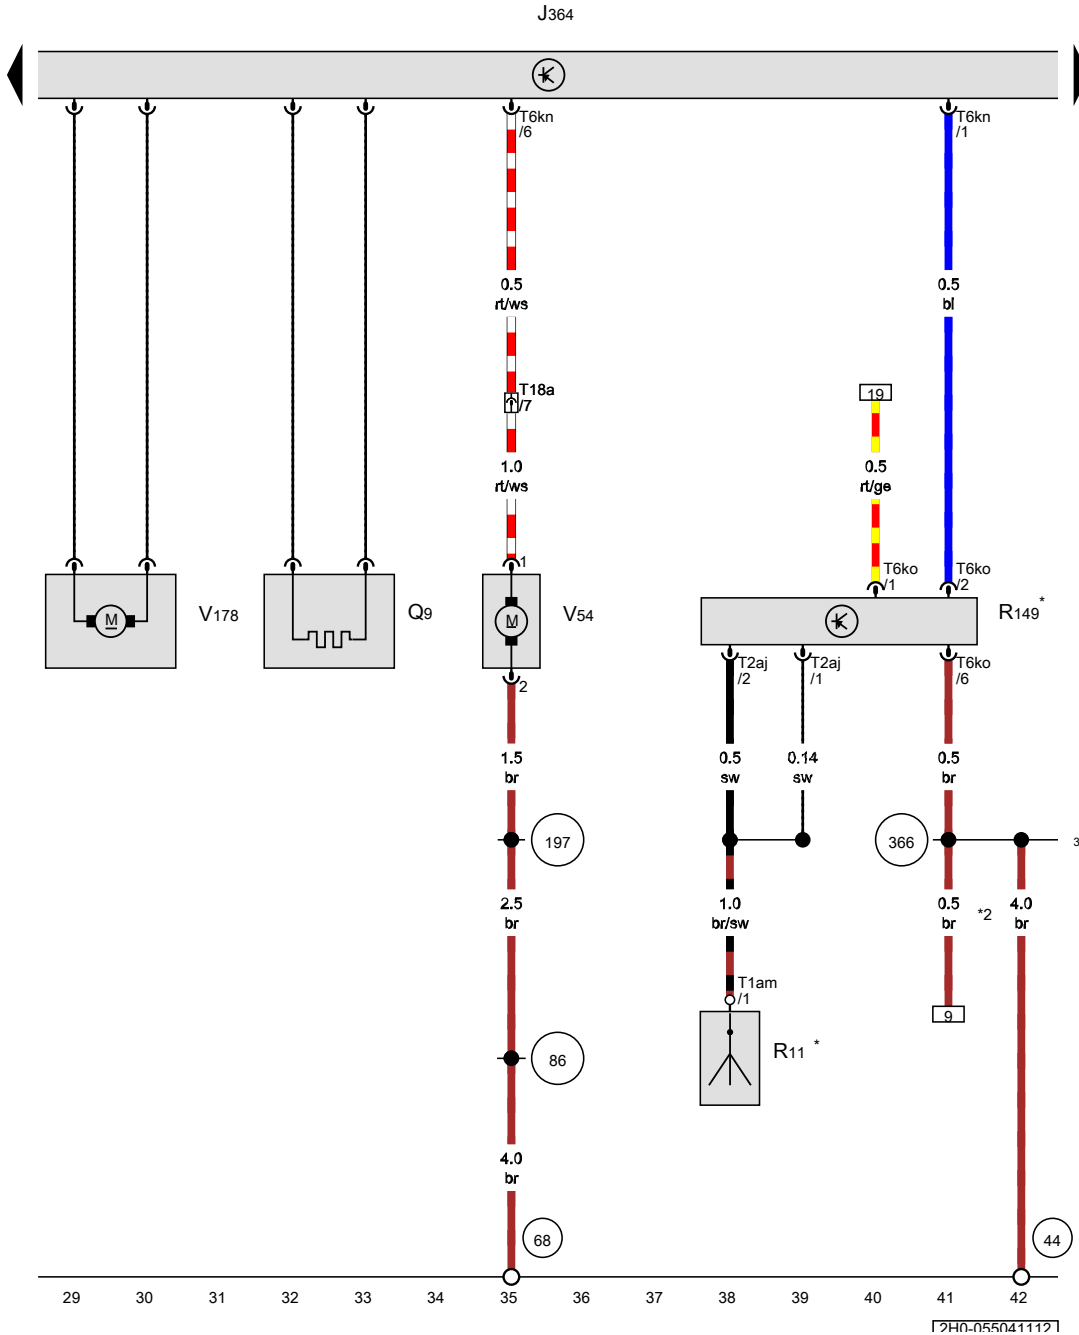 J364
T6kn
/6
T6kn
/1
0.5
rt/ws
0.5
bl
T18a
/7
19
1.0
rt/ws
0.5
rt/ge
1
T6ko
/1
T6ko
/2
M
V178
Q9
M
V54
R149*
2
T2aj
/2
T2aj
/1
T6ko
/6
1.5
br
0.5
sw
0.14
sw
0.5
br
197
366
3
2.5
br
1.0
br/sw
0.5
br
*2
4.0
br
T1am
/1
9
86
R11 *
4.0
br
68
44
29 30 31 32 33 34 35 36 37 38 39 40 41 42
2H0-055041112